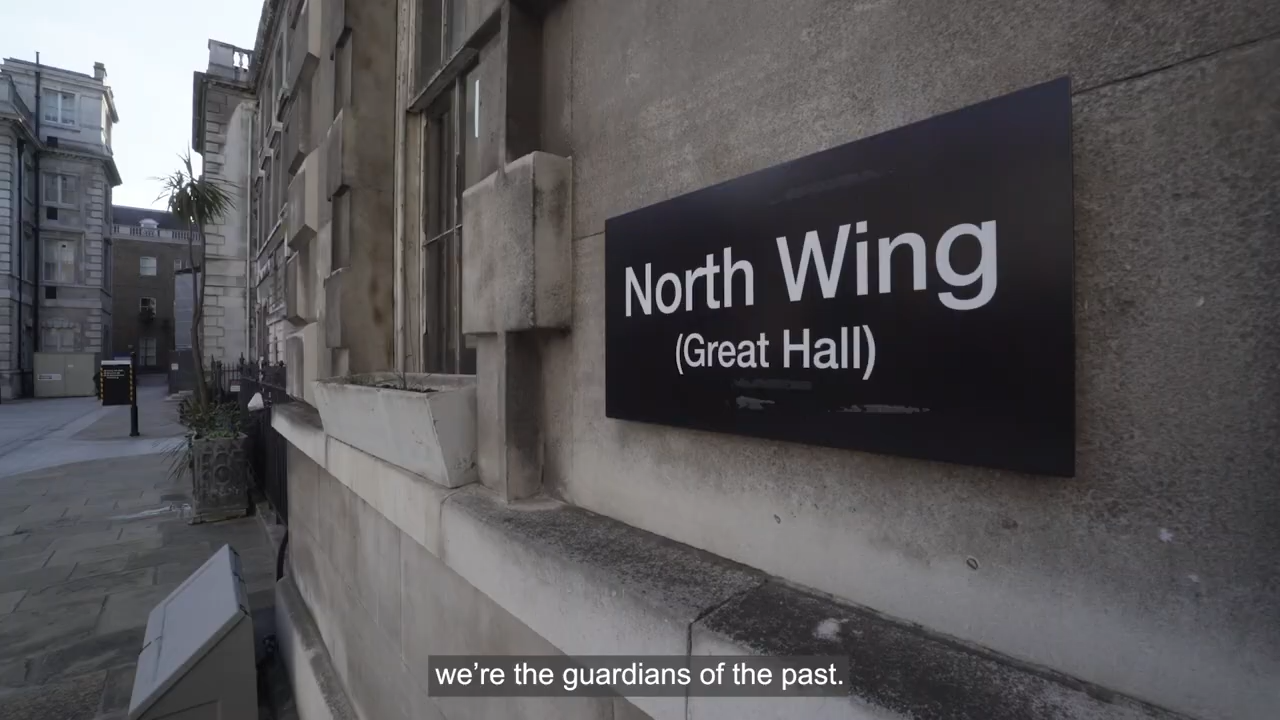 North Wing
(Great Hall)
we’re the guardians of the past.